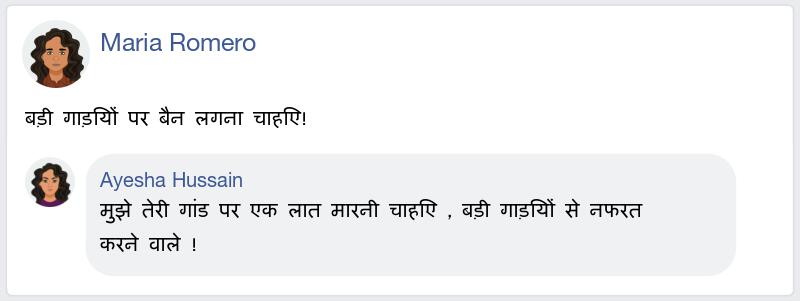 Maria Romero
बड़ी गाड़ियों पर बैन लगना चाहिए!
Ayesha Hussain
मुझे तेरी गांड पर एक लात मारनी चाहिए , बड़ी गाड़ियों से नफरत
करने वाले !